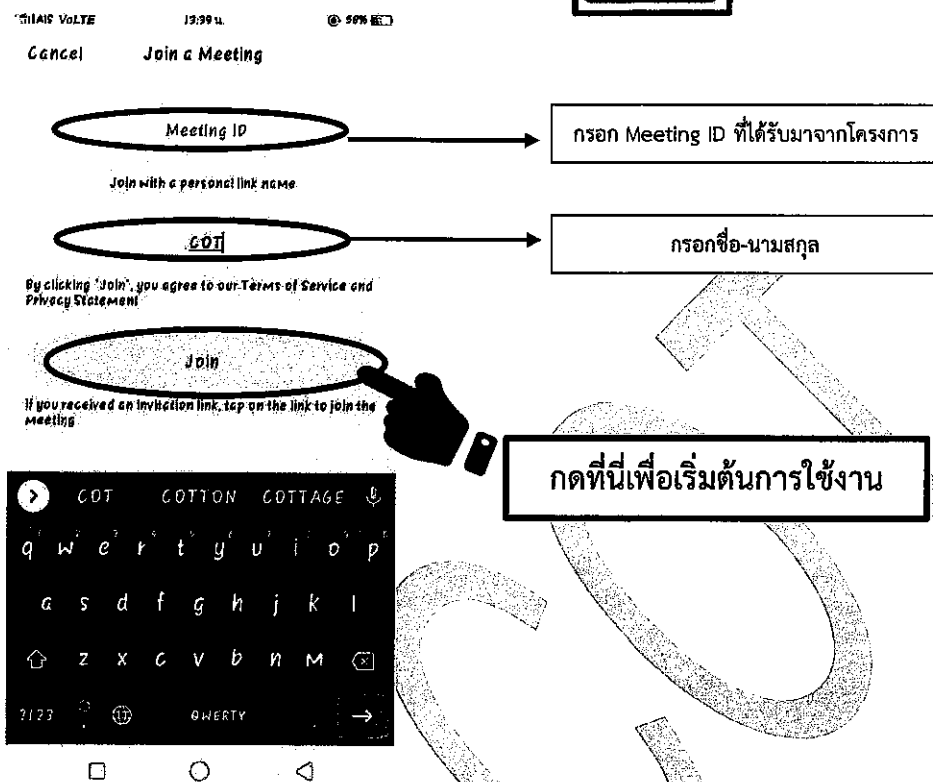 AIS VoLTE 13:39 น. 58%
Cancel Join a Meeting
Meeting ID
กรอก Meeting ID ที่ได้รับมาจากโครงการ
Join with a personal link name
COT
กรอกชื่อ-นามสกุล
By clicking "Join", you agree to our Terms of Service and
Privacy Statement
Join
If you received an invitation link, tap on the link to join the
meeting
กดที่นี่เพื่อเริ่มต้นการใช้งาน
COT COTTON COTTAGE
q w e r t y u i o p
a s d f g h j k l
z x c v b n m
?123 QWERTY .